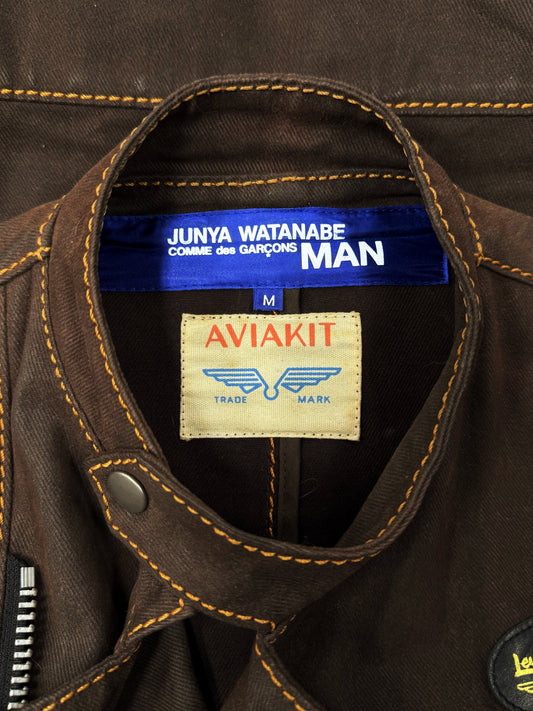 JUNYA WATANABE
COMME des GARÇONS MAN
M
AVIAKIT
TRADE MARK